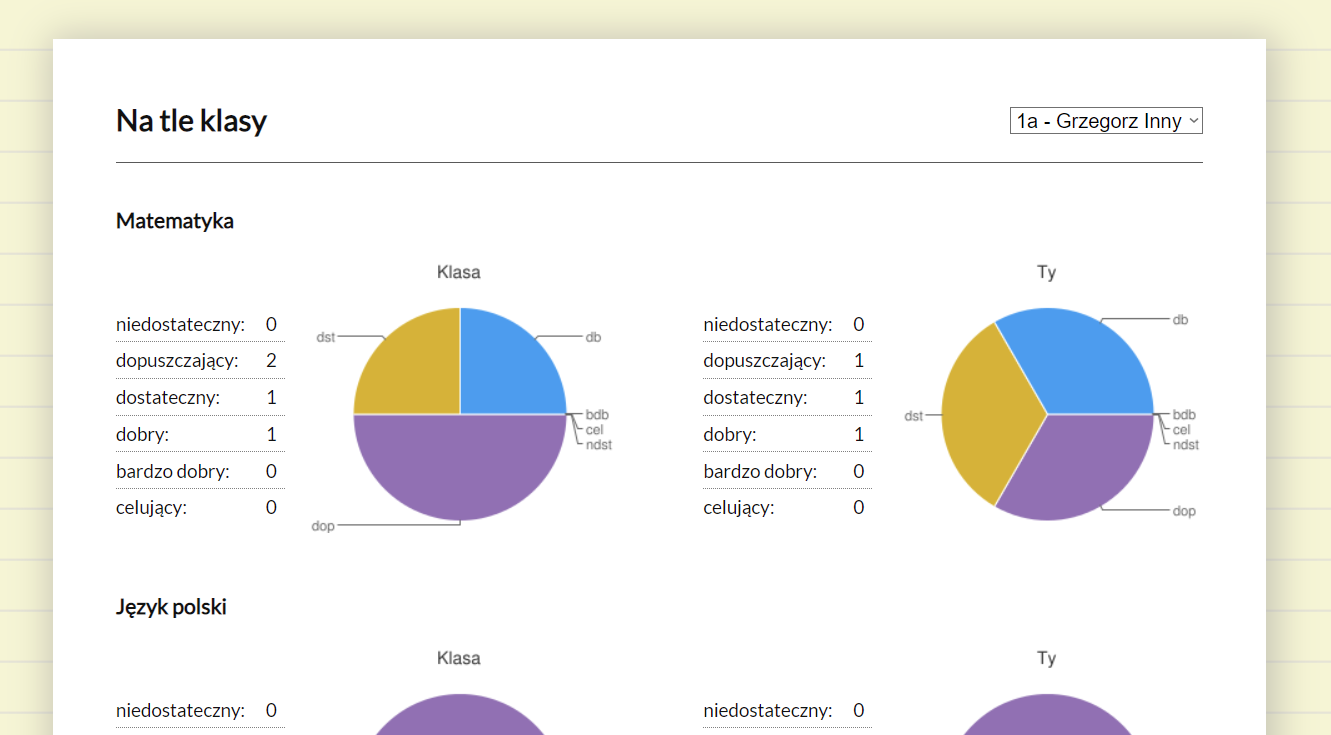 Na tle klasy
1a - Grzegorz Inny
Matematyka
Klasa
niedostateczny: 0
dopuszczający: 2
dostateczny: 1
dobry: 1
bardzo dobry: 0
celujący: 0
dst
db
bdb
cel
ndst
dop
Ty
niedostateczny: 0
dopuszczający: 1
dostateczny: 1
dobry: 1
bardzo dobry: 0
celujący: 0
db
dst
bdb
cel
ndst
dop
Język polski
Klasa
niedostateczny: 0
Ty
niedostateczny: 0